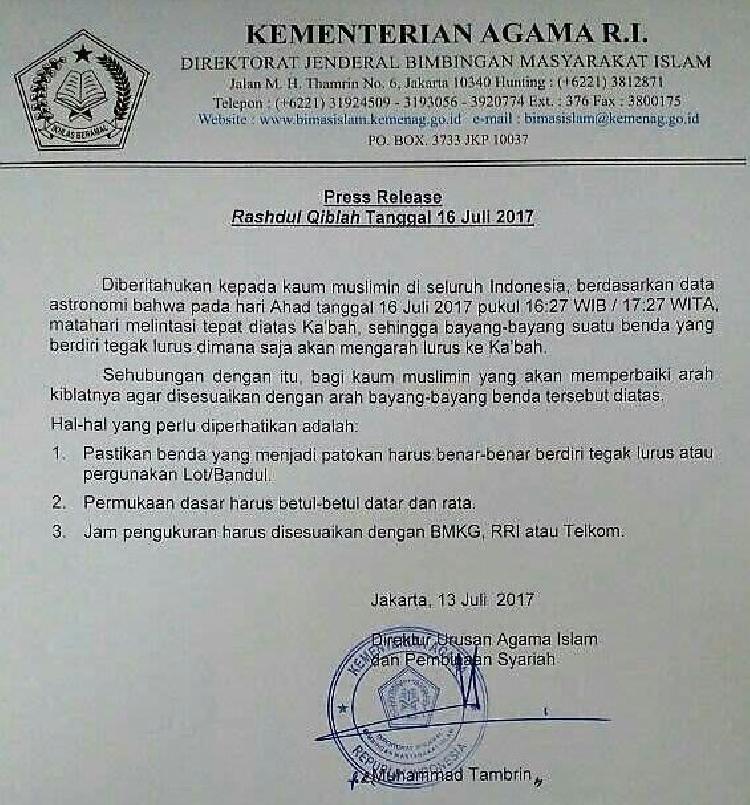 KEMENTERIAN AGAMA R.I.
DIREKTORAT JENDERAL BIMBINGAN MASYARAKAT ISLAM
Jalan M. H. Thamrin No. 6, Jakarta 10340 Hunting : (+6221) 3812871
Telepon : (+6221) 31924509 - 3193056 - 3920774 Ext. : 376 Fax : 3800175
Website : www.bimasislam.kemenag.go.id e-mail : bimasislam@kemenag.go.id
PO. BOX. 3733 JKP 10037
Press Release
Rashdul Qiblah Tanggal 16 Juli 2017
Diberitahukan kepada kaum muslimin di seluruh Indonesia, berdasarkan data
astronomi bahwa pada hari Ahad tanggal 16 Juli 2017 pukul 16:27 WIB / 17:27 WITA,
matahari melintasi tepat diatas Ka'bah, sehingga bayang-bayang suatu benda yang
berdiri tegak lurus dimana saja akan mengarah lurus ke Ka'bah.
Sehubungan dengan itu, bagi kaum muslimin yang akan memperbaiki arah
kiblatnya agar disesuaikan dengan arah bayang-bayang benda tersebut diatas.
Hal-hal yang perlu diperhatikan adalah:
1. Pastikan benda yang menjadi patokan harus benar-benar berdiri tegak lurus atau
pergunakan Lot/Bandul.
2. Permukaan dasar harus betul-betul datar dan rata.
3. Jam pengukuran harus disesuaikan dengan BMKG, RRI atau Telkom.
Jakarta, 13 Juli 2017
Direktur Urusan Agama Islam
dan Pembinaan Syariah
KEMENTERIAN AGAMA
REPUBLIK INDONESIA
Muhammad Tambrin